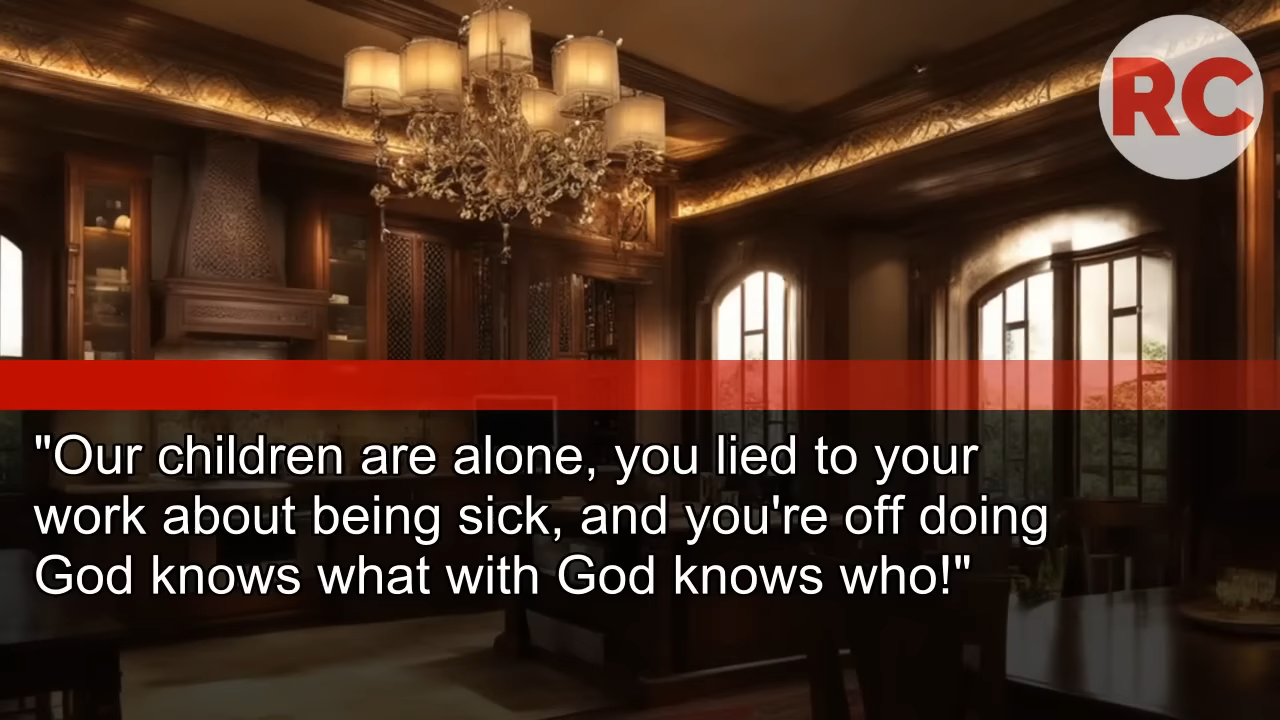 RC
"Our children are alone, you lied to your
work about being sick, and you're off doing
God knows what with God knows who!"